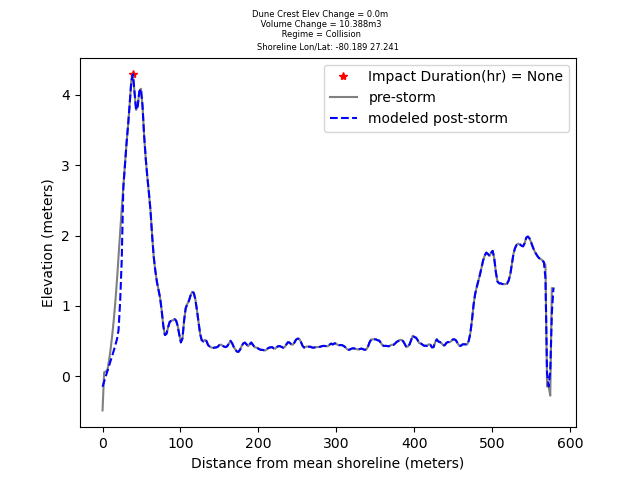 Dune Crest Elev Change = 0.0m
Volume Change = 10.388m3
Regime = Collision
Shoreline Lon/Lat: -80.189 27.241
Impact Duration(hr) = None
pre-storm
modeled post-storm
Elevation (meters)
4
3
2
1
0
0 100 200 300 400 500 600
Distance from mean shoreline (meters)